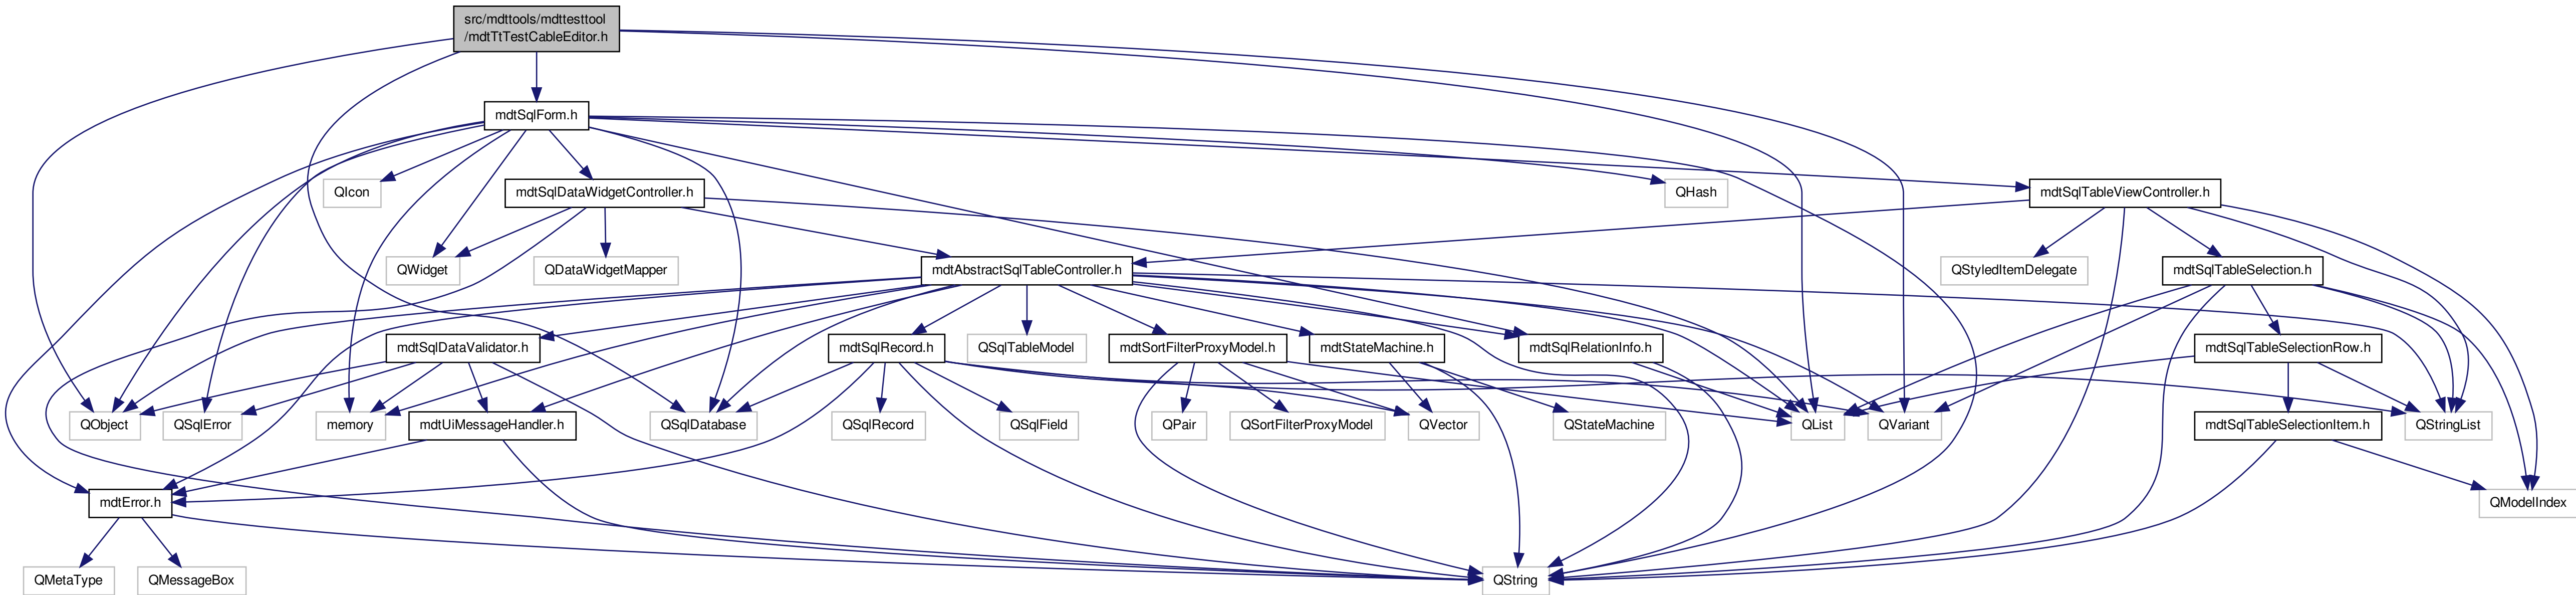 src/mdttools/mdttesttool
/mdtTtTestCableEditor.h
mdtSqlForm.h
QIcon
mdtSqlDataWidgetController.h
QHash
mdtSqlTableViewController.h
QWidget
QDataWidgetMapper
mdtAbstractSqlTableController.h
QStyledItemDelegate
mdtSqlTableSelection.h
mdtSqlDataValidator.h
mdtSqlRecord.h
QSqlTableModel
mdtSortFilterProxyModel.h
mdtStateMachine.h
mdtSqlRelationInfo.h
mdtSqlTableSelectionRow.h
QObject
QSqlError
memory
mdtUiMessageHandler.h
QSqlDatabase
QSqlRecord
QSqlField
QPair
QSortFilterProxyModel
QVector
QStateMachine
QList
QVariant
mdtSqlTableSelectionItem.h
QStringList
mdtError.h
QModelIndex
QMetaType
QMessageBox
QString